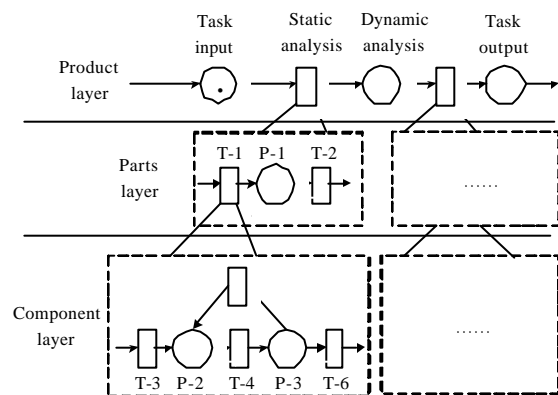 Task input
Static analysis
Dynamic analysis
Task output
Product layer
T-1 P-1 T-2
Parts layer
......
Component layer
......
T-3 P-2 T-4 P-3 T-6